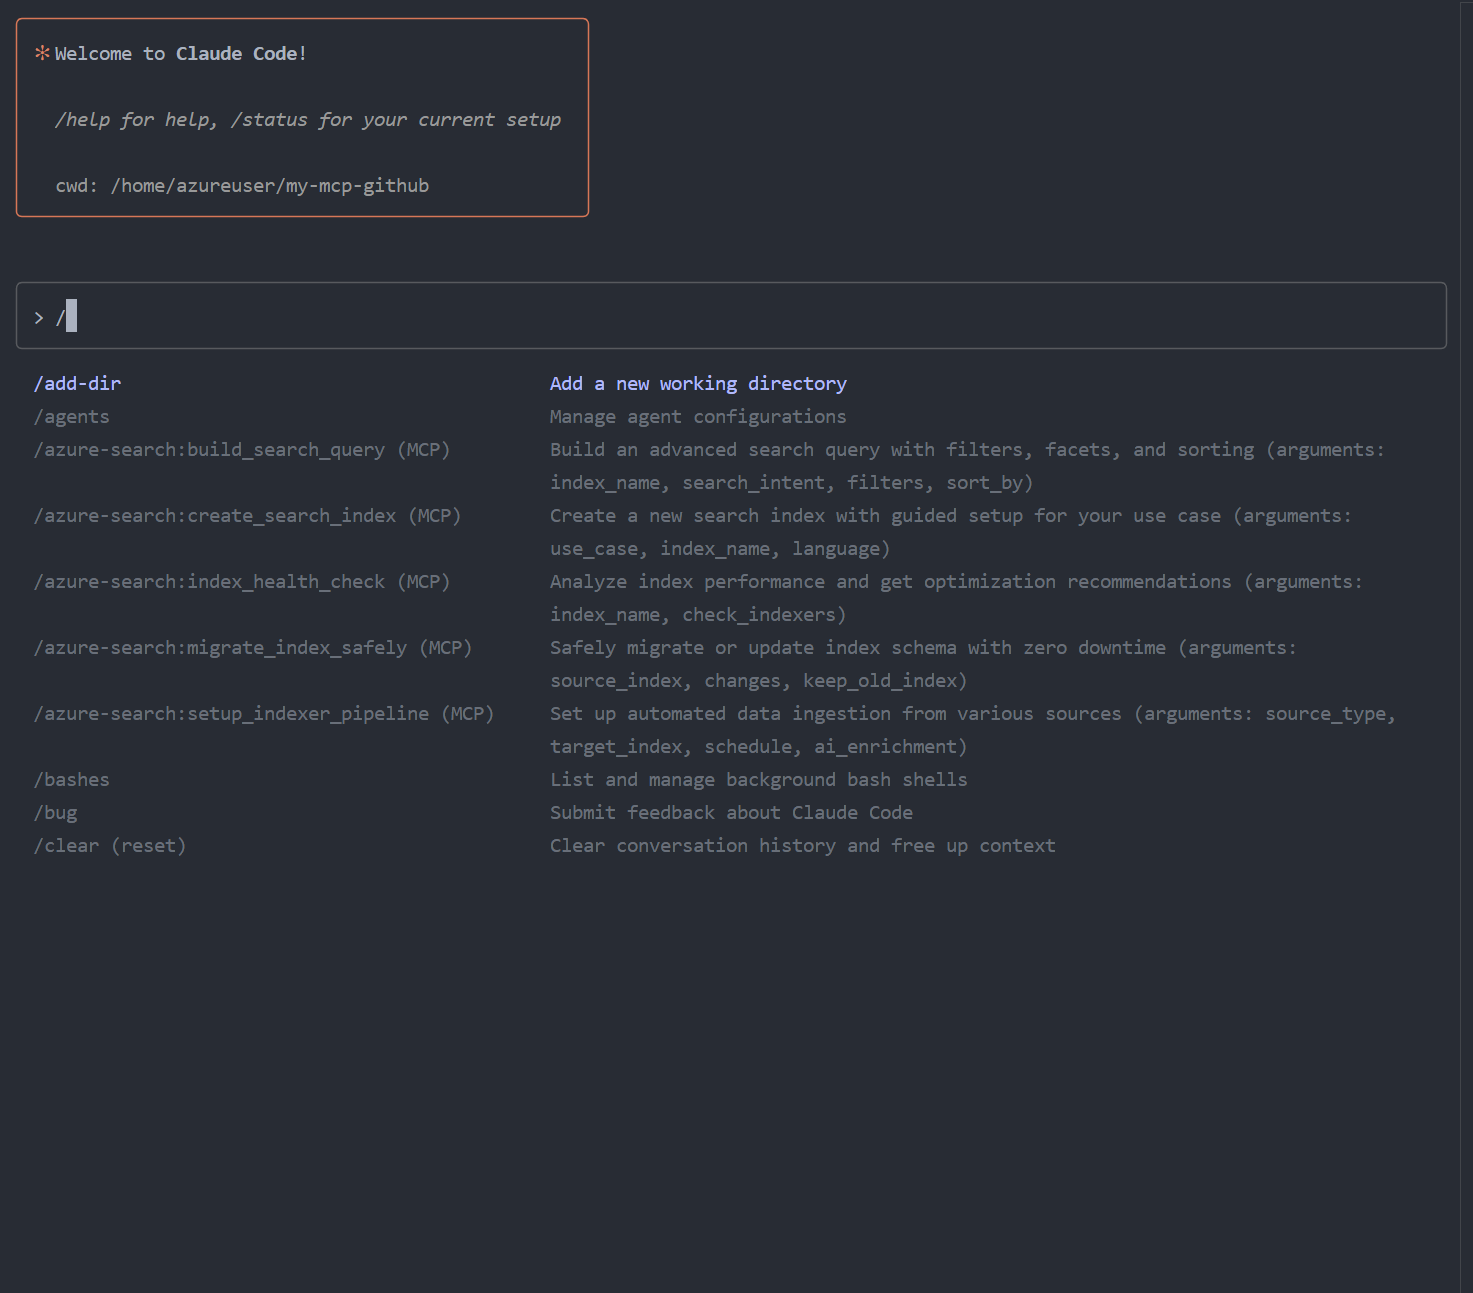 ✻ Welcome to Claude Code!
/help for help, /status for your current setup
cwd: /home/azureuser/my-mcp-github
> /
/add-dir Add a new working directory
/agents Manage agent configurations
/azure-search:build_search_query (MCP) Build an advanced search query with filters, facets, and sorting (arguments:
index_name, search_intent, filters, sort_by)
/azure-search:create_search_index (MCP) Create a new search index with guided setup for your use case (arguments:
use_case, index_name, language)
/azure-search:index_health_check (MCP) Analyze index performance and get optimization recommendations (arguments:
index_name, check_indexers)
/azure-search:migrate_index_safely (MCP) Safely migrate or update index schema with zero downtime (arguments:
source_index, changes, keep_old_index)
/azure-search:setup_indexer_pipeline (MCP) Set up automated data ingestion from various sources (arguments: source_type,
target_index, schedule, ai_enrichment)
/bashes List and manage background bash shells
/bug Submit feedback about Claude Code
/clear (reset) Clear conversation history and free up context